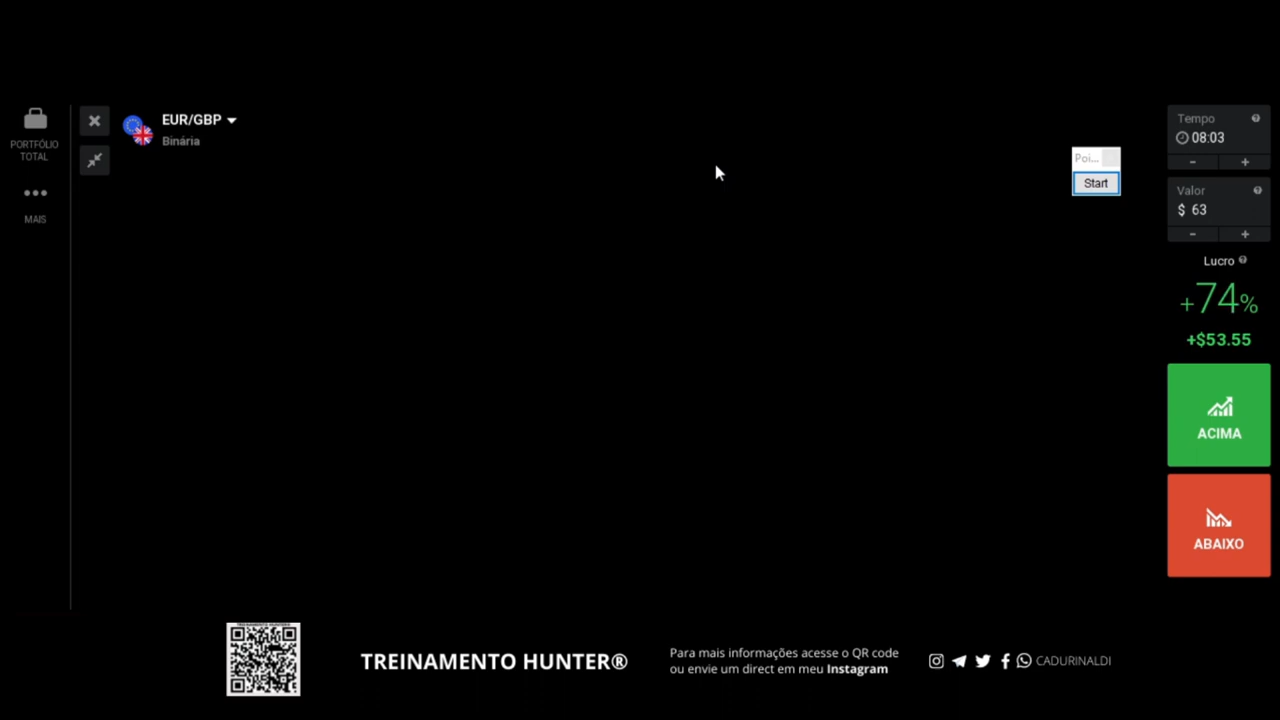 PORTFÓLIO
TOTAL
MAIS
EUR/GBP
Binária
Poi...
Start
Tempo
08:03
- +
Valor
$ 63
- +
Lucro
+74%
+$53.55
ACIMA
ABAIXO
TREINAMENTO HUNTER®
Para mais informações acesse o QR code
ou envie um direct em meu Instagram
CADURINALDI